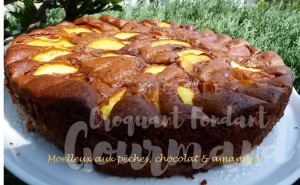 Croquant Fondant
Gourmand
Moelleux aux pêches, chocolat & amandes